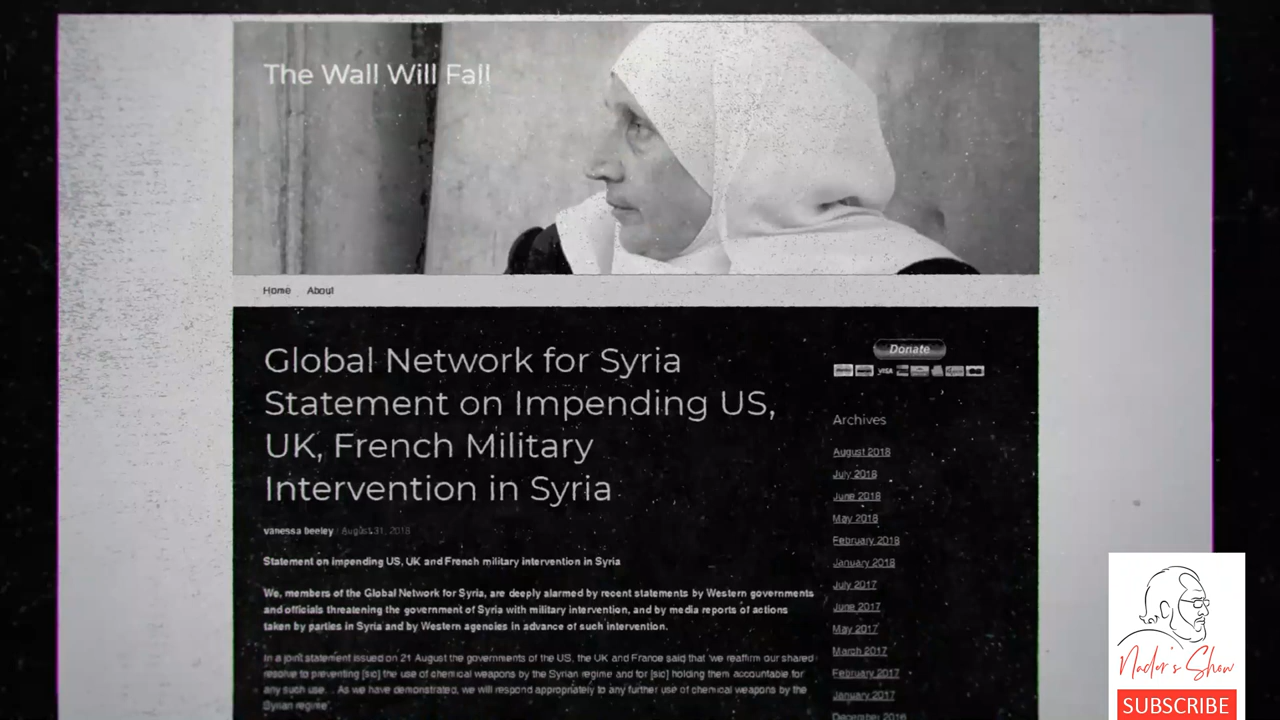 The Wall Will Fall
Home About
Global Network for Syria
Statement on Impending US,
UK, French Military
Intervention in Syria
vanessa beeley / August 31, 2018
Statement on impending US, UK and French military intervention in Syria
We, members of the Global Network for Syria, are deeply alarmed by recent statements by Western governments
and officials threatening the government of Syria with military intervention, and by media reports of actions
taken by parties in Syria and by Western agencies in advance of such intervention.
In a joint statement issued on 21 August the governments of the US, the UK and France said that 'we reaffirm our shared
resolve to preventing [sic] the use of chemical weapons by the Syrian regime and for [sic] holding them accountable for
any such use. . As we have demonstrated, we will respond appropriately to any further use of chemical weapons by the
Syrian regime'.
Donate
VISA
Archives
August 2018
July 2018
June 2018
May 2018
February 2018
January 2018
July 2017
June 2017
May 2017
March 2017
February 2017
January 2017
December 2016
Nader's Show
SUBSCRIBE